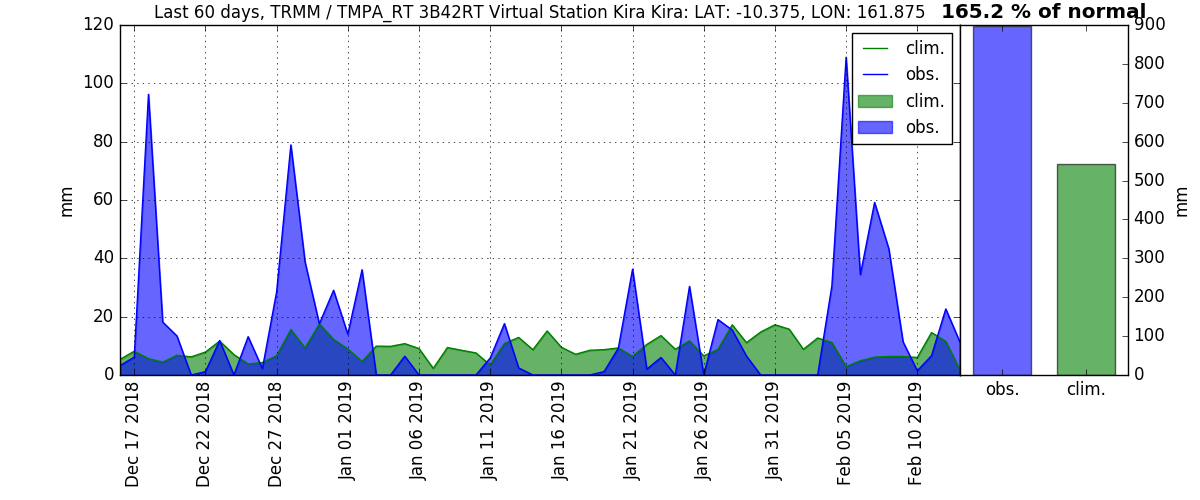 Last 60 days, TRMM / TMPA_RT 3B42RT Virtual Station Kira Kira: LAT: -10.375, LON: 161.875 165.2 % of normal
120
100
80
60
40
20
0
mm
clim.
obs.
clim.
obs.
900
800
700
600
500
400
300
200
100
0
mm
Dec 17 2018
Dec 22 2018
Dec 27 2018
Jan 01 2019
Jan 06 2019
Jan 11 2019
Jan 16 2019
Jan 21 2019
Jan 26 2019
Jan 31 2019
Feb 05 2019
Feb 10 2019
obs.
clim.